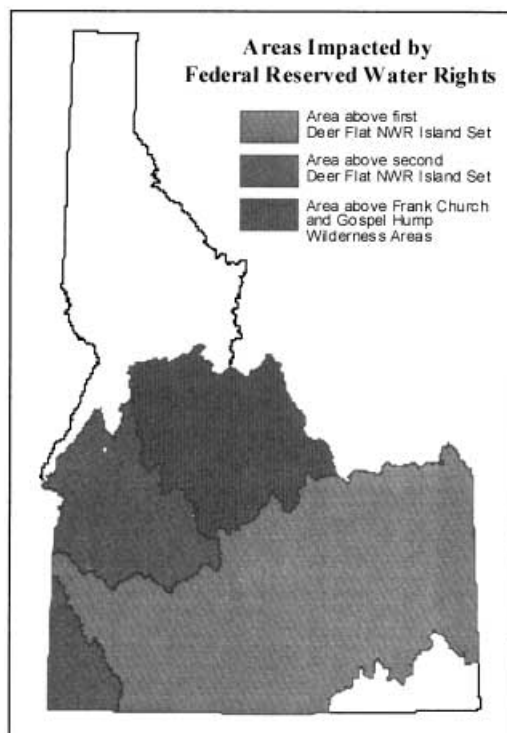 Areas Impacted by
Federal Reserved Water Rights
Area above first
Deer Flat NWR Island Set
Area above second
Deer Flat NWR Island Set
Area above Frank Church
and Gospel Hump
Wilderness Areas